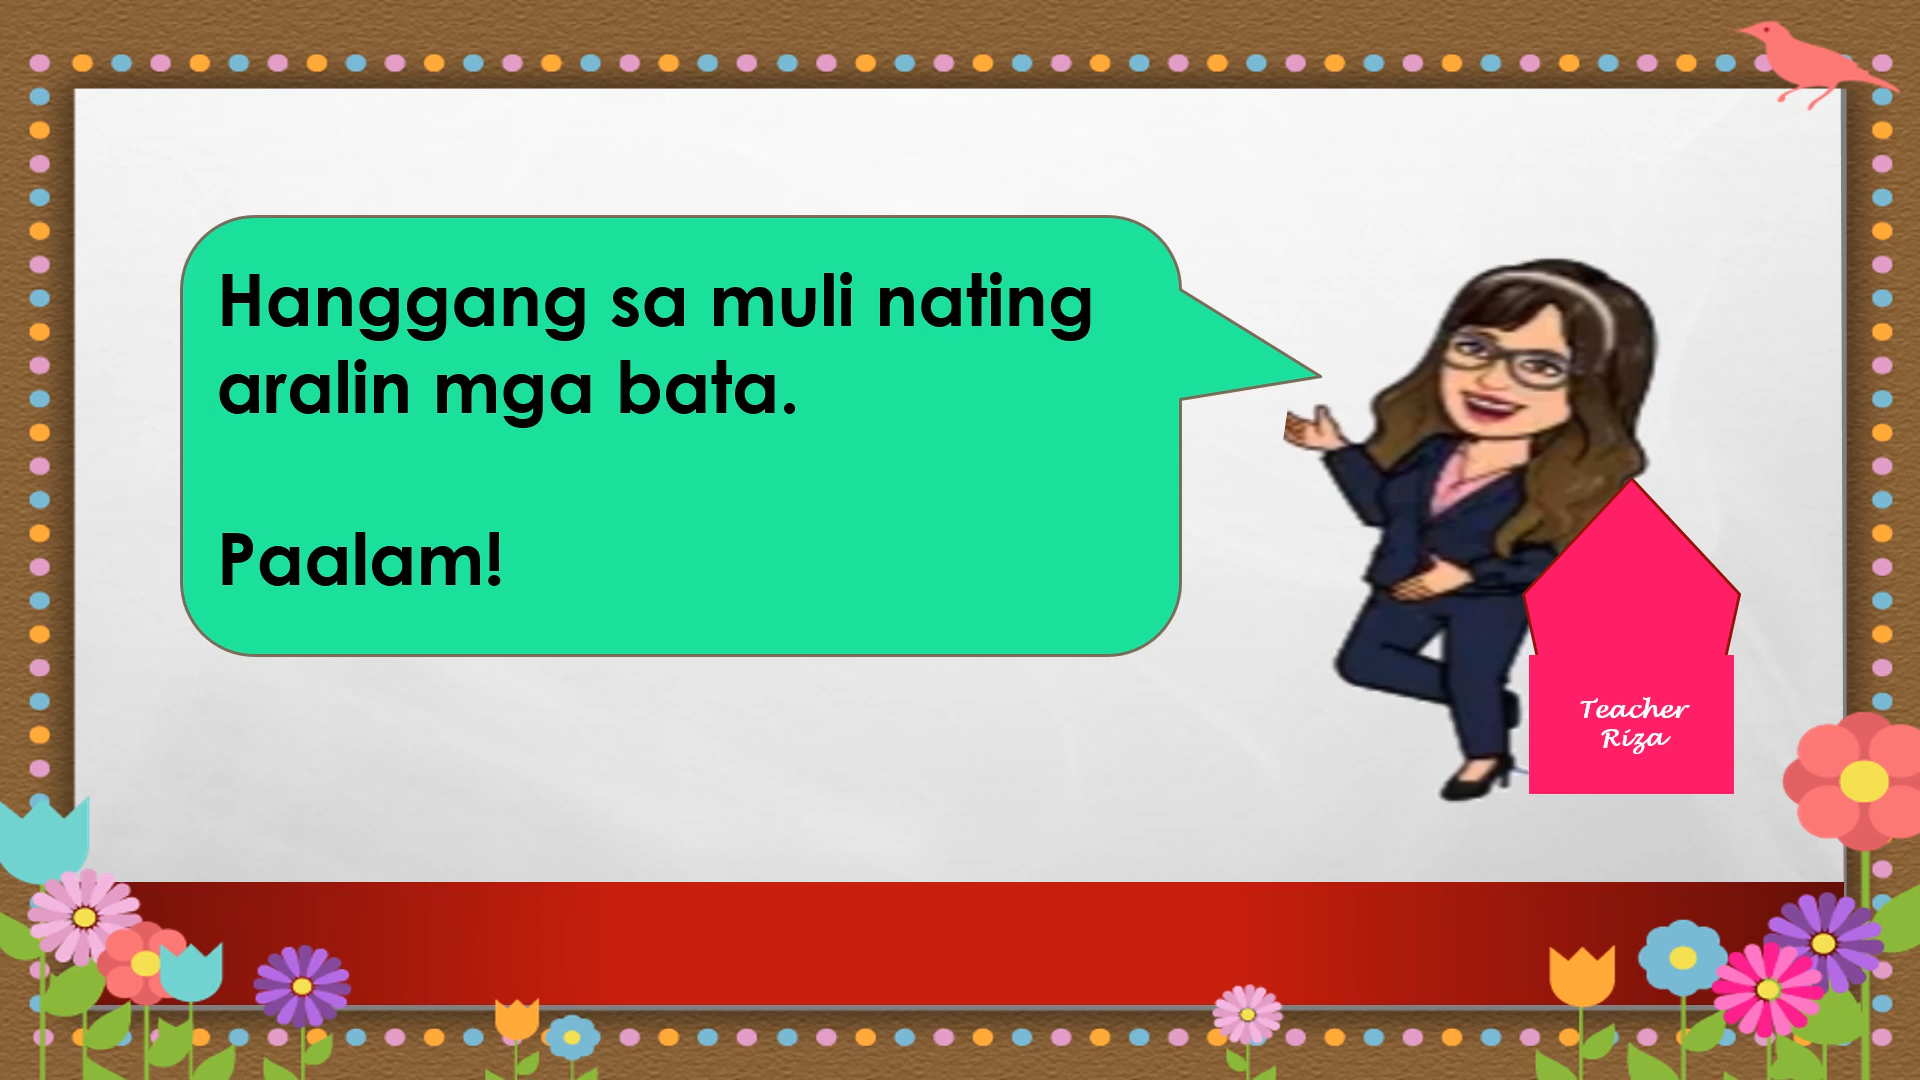 Hanggang sa muli nating
aralin mga bata.
Paalam!
Teacher
Riza